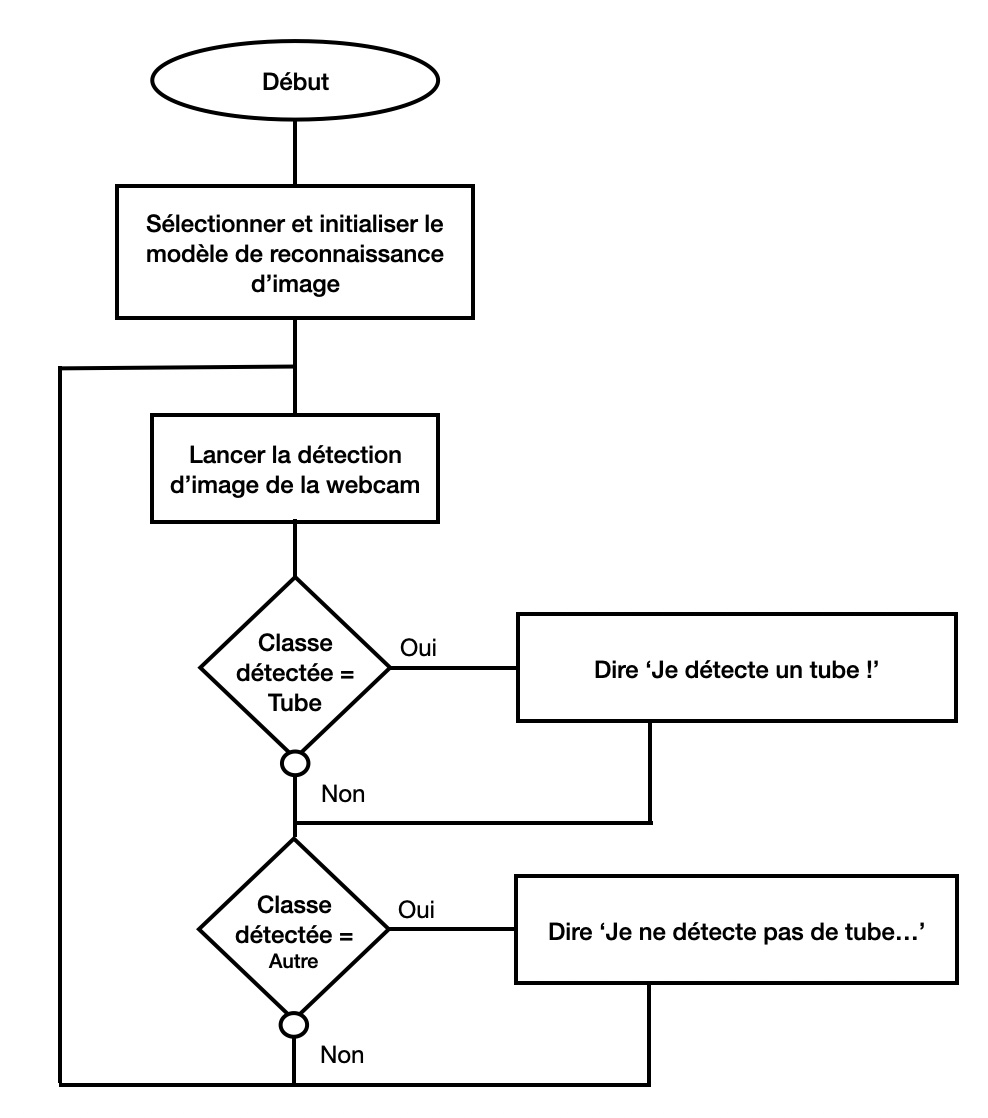 Début
Sélectionner et initialiser le
modèle de reconnaissance
d’image
Lancer la détection
d’image de la webcam
Classe
détectée =
Tube
Oui
Dire ‘Je détecte un tube !’
Non
Classe
détectée =
Autre
Oui
Dire ‘Je ne détecte pas de tube…’
Non